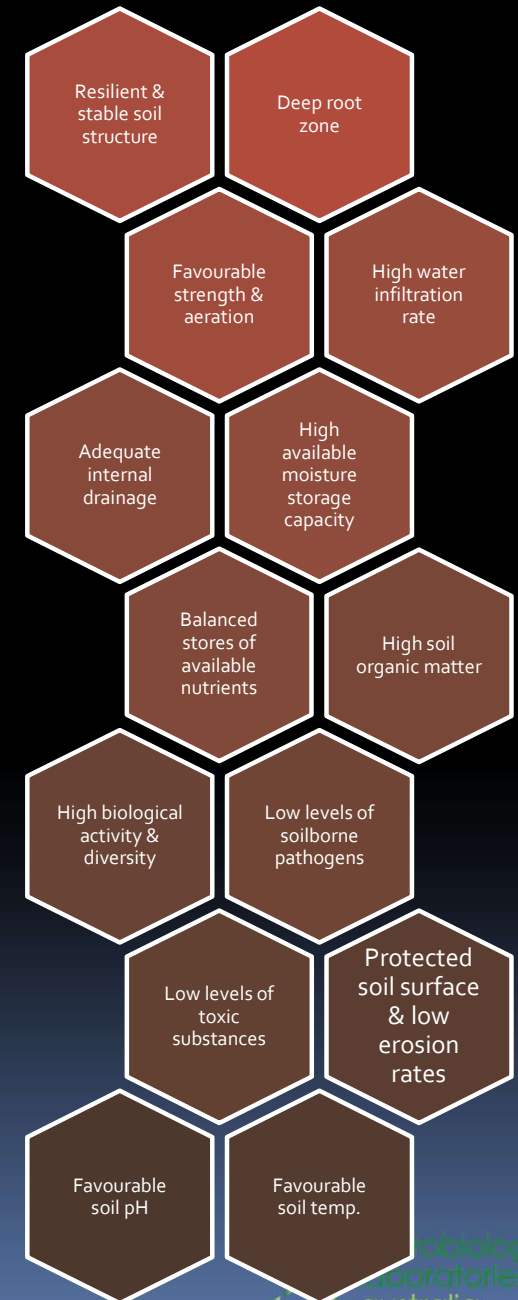 Resilient &
stable soil
structure
Deep root
zone
Favourable
strength &
aeration
High water
infiltration
rate
Adequate
internal
drainage
High
available
moisture
storage
capacity
Balanced
stores of
available
nutrients
High soil
organic matter
High biological
activity &
diversity
Low levels of
soilborne
pathogens
Low levels of
toxic
substances
Protected
soil surface
& low
erosion
rates
Favourable
soil pH
Favourable
soil temp.